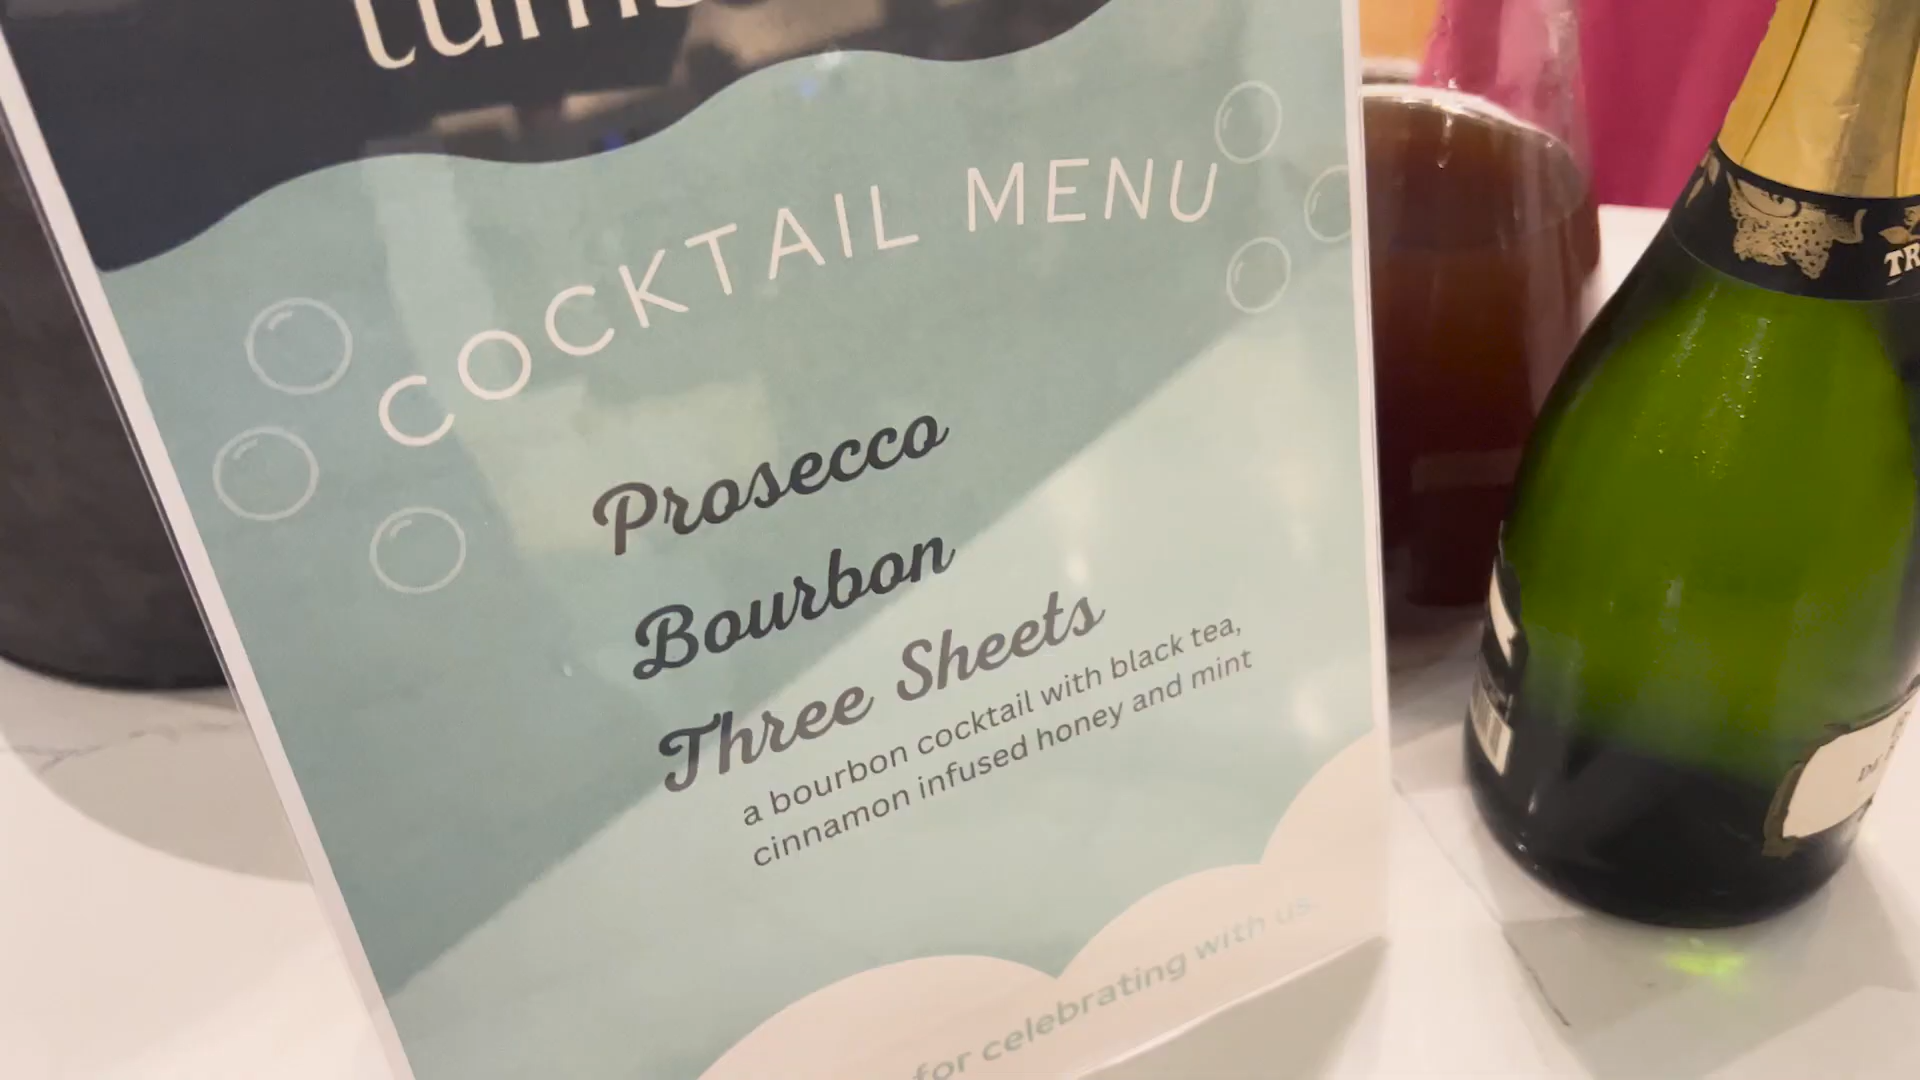 COCKTAIL MENU
Prosecco
Bourbon
Three Sheets
a bourbon cocktail with black tea,
cinnamon infused honey and mint
for celebrating with us.